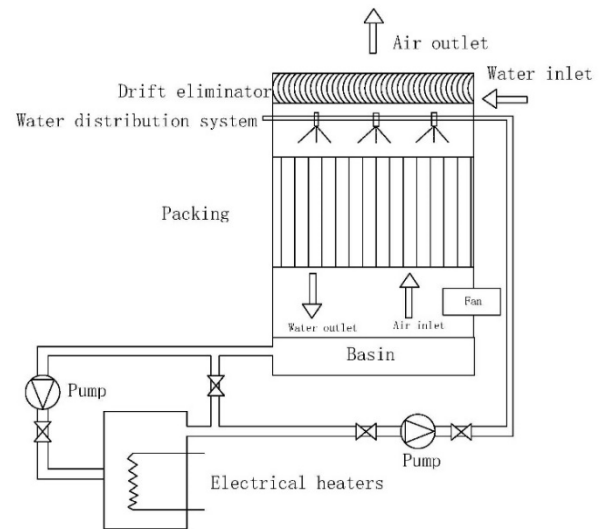 Air outlet
Water inlet
Drift eliminator
Water distribution system
Packing
Fan
Water outlet
Air inlet
Basin
Pump
Pump
Electrical heaters